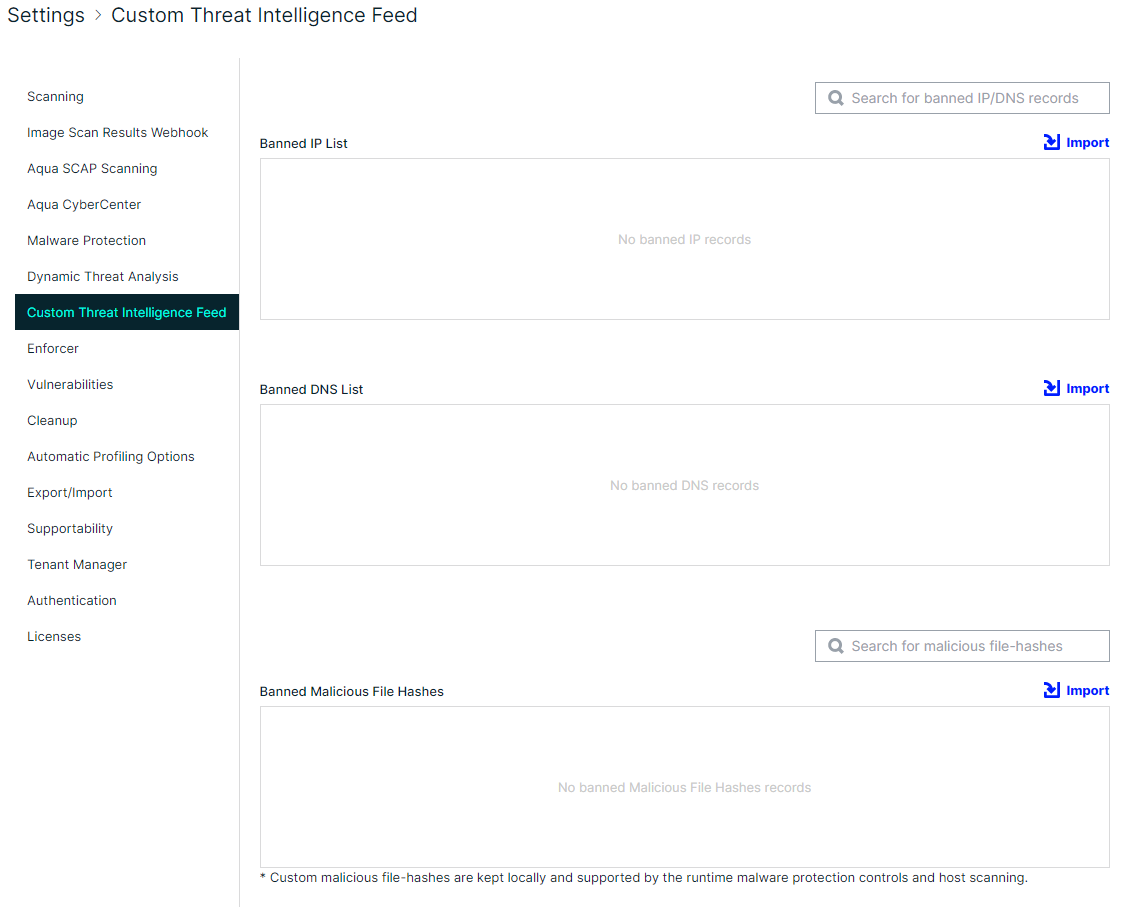 Settings > Custom Threat Intelligence Feed
Scanning
Image Scan Results Webhook
Aqua SCAP Scanning
Aqua CyberCenter
Malware Protection
Dynamic Threat Analysis
Custom Threat Intelligence Feed
Enforcer
Vulnerabilities
Cleanup
Automatic Profiling Options
Export/Import
Supportability
Tenant Manager
Authentication
Licenses
Search for banned IP/DNS records
Banned IP List
Import
No banned IP records
Banned DNS List
Import
No banned DNS records
Search for malicious file-hashes
Banned Malicious File Hashes
Import
No banned Malicious File Hashes records
* Custom malicious file-hashes are kept locally and supported by the runtime malware protection controls and host scanning.